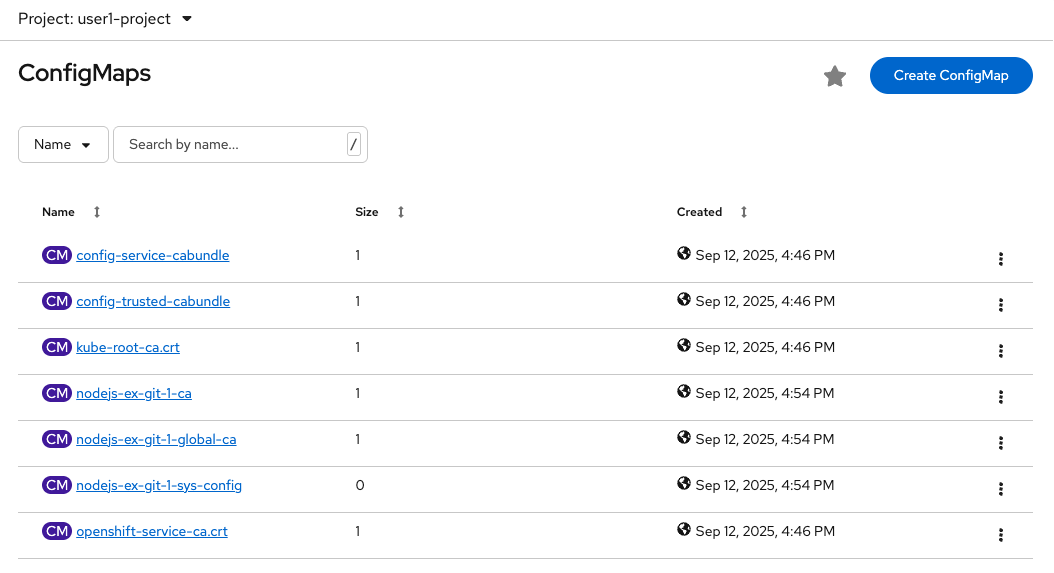 Project: user1-project
ConfigMaps
Create ConfigMap
Name
Search by name...
/
Name Size Created
CM config-service-cabundle 1 Sep 12, 2025, 4:46 PM
CM config-trusted-cabundle 1 Sep 12, 2025, 4:46 PM
CM kube-root-ca.crt 1 Sep 12, 2025, 4:46 PM
CM nodejs-ex-git-1-ca 1 Sep 12, 2025, 4:54 PM
CM nodejs-ex-git-1-global-ca 1 Sep 12, 2025, 4:54 PM
CM nodejs-ex-git-1-sys-config 0 Sep 12, 2025, 4:54 PM
CM openshift-service-ca.crt 1 Sep 12, 2025, 4:46 PM